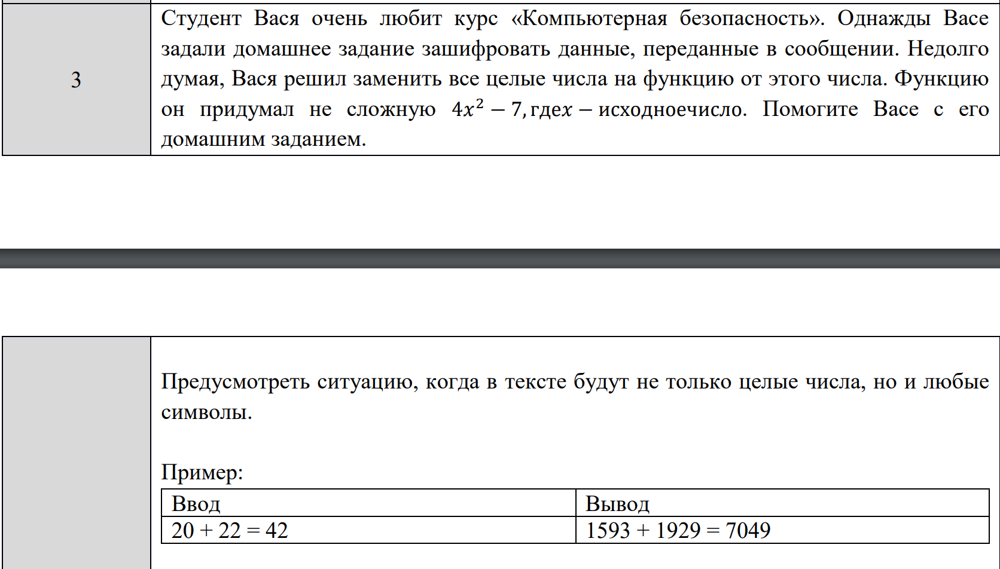 3
Студент Вася очень любит курс «Компьютерная безопасность». Однажды Васе
задали домашнее задание зашифровать данные, переданные в сообщении. Недолго
думая, Вася решил заменить все целые числа на функцию от этого числа. Функцию
он придумал не сложную 4𝑥² − 7, где𝑥 − исходноечисло. Помогите Васе с его
домашним заданием.
Предусмотреть ситуацию, когда в тексте будут не только целые числа, но и любые
символы.
Пример:
Ввод Вывод
20 + 22 = 42 1593 + 1929 = 7049